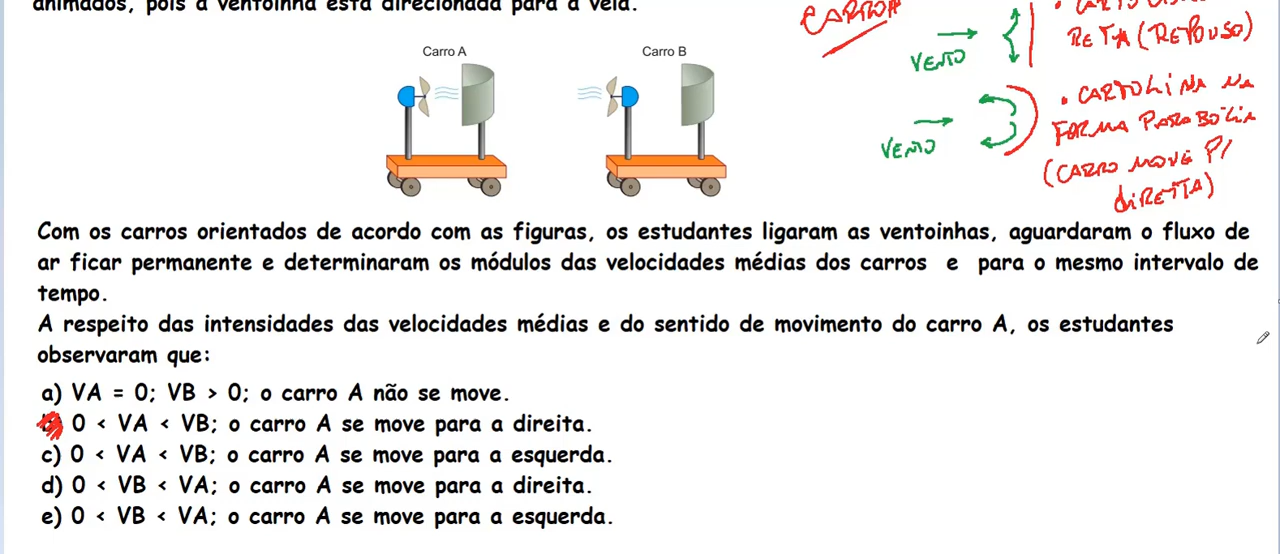 animados, pois a ventoinha está direcionada para a vela.
CARRO A
Carro A
Carro B
VENTO
RETA (REPOUSO)
VENTO
• CARTOLINA NA
FORMA PARABÓLIA
(CARRO MOVE P/
DIREITA)
Com os carros orientados de acordo com as figuras, os estudantes ligaram as ventoinhas, aguardaram o fluxo de
ar ficar permanente e determinaram os módulos das velocidades médias dos carros e para o mesmo intervalo de
tempo.
A respeito das intensidades das velocidades médias e do sentido de movimento do carro A, os estudantes
observaram que:
a) VA = 0; VB > 0; o carro A não se move.
0 < VA < VB; o carro A se move para a direita.
c) 0 < VA < VB; o carro A se move para a esquerda.
d) 0 < VB < VA; o carro A se move para a direita.
e) 0 < VB < VA; o carro A se move para a esquerda.